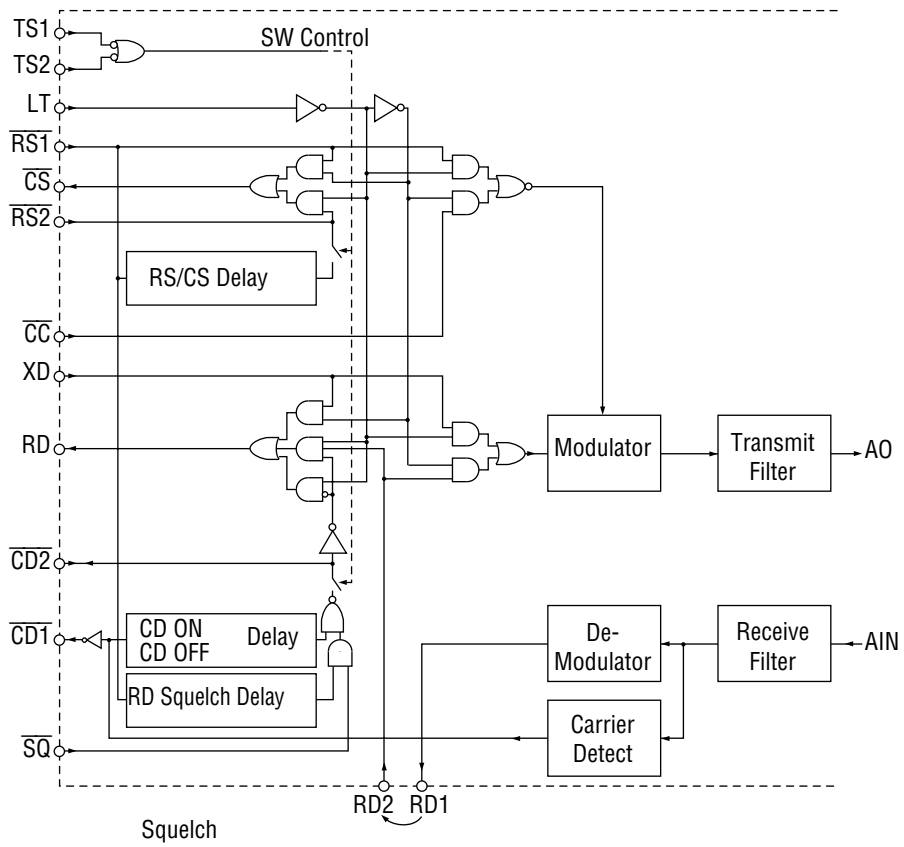 TS1
SW Control
TS2
LT
RS1
CS
RS2
RS/CS Delay
CC
XD
RD
Modulator
Transmit
Filter
AO
CD2
CD1
CD ON
CD OFF
Delay
De-
Modulator
Receive
Filter
AIN
RD Squelch Delay
Carrier
Detect
SQ
RD2
RD1
Squelch